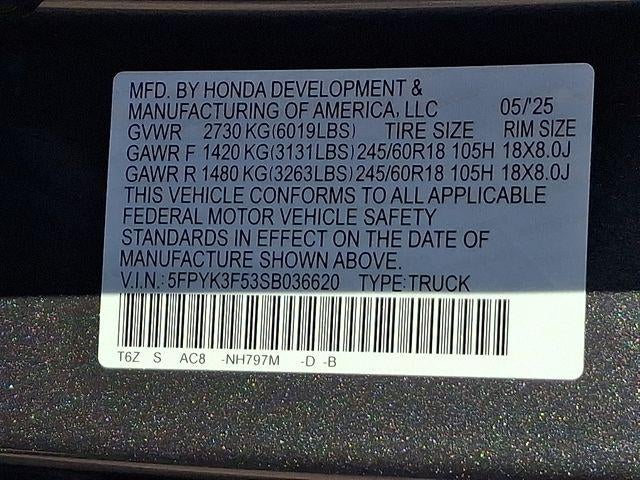 MFD. BY HONDA DEVELOPMENT &
MANUFACTURING OF AMERICA, LLC 05/'25
GVWR 2730 KG(6019LBS) TIRE SIZE RIM SIZE
GAWR F 1420 KG(3131LBS) 245/60R18 105H 18X8.0J
GAWR R 1480 KG(3263LBS) 245/60R18 105H 18X8.0J
THIS VEHICLE CONFORMS TO ALL APPLICABLE
FEDERAL MOTOR VEHICLE SAFETY
STANDARDS IN EFFECT ON THE DATE OF
MANUFACTURE SHOWN ABOVE.
V.I.N.: 5FPYK3F53SB036620 TYPE: TRUCK
T6Z S AC8 -NH797M -D -B